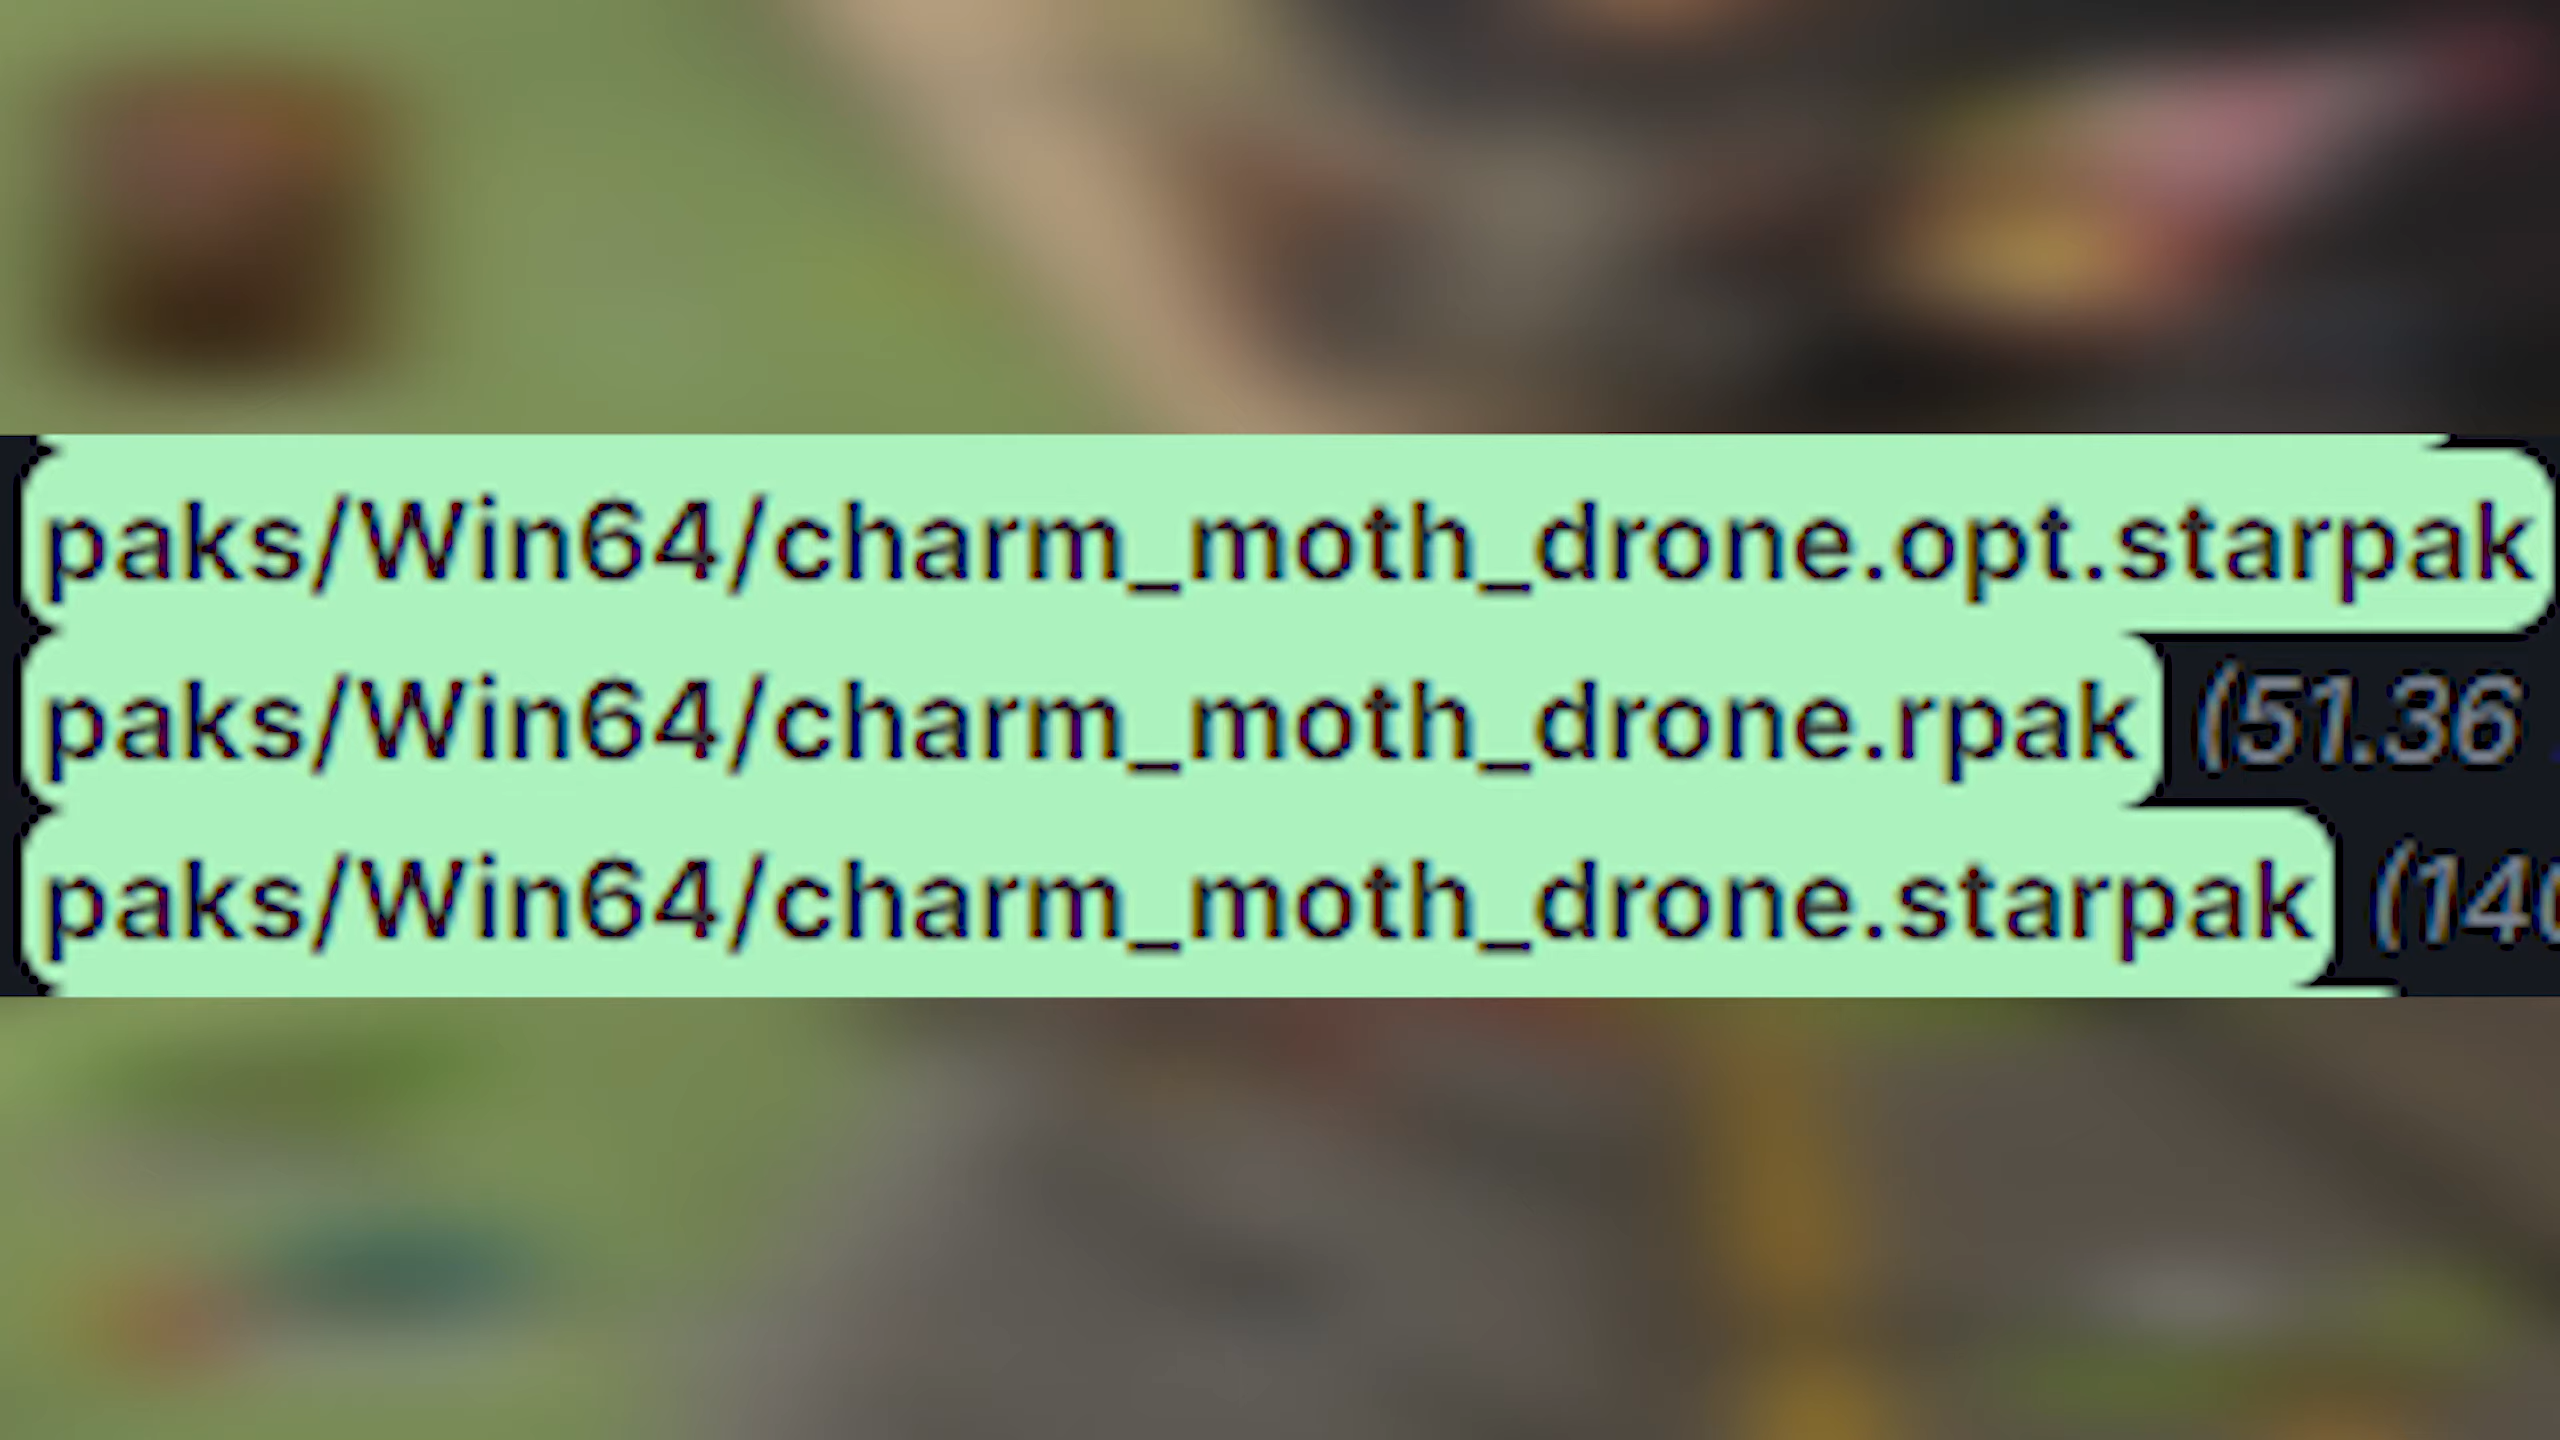 paks/Win64/charm_moth_drone.opt.starpak
paks/Win64/charm_moth_drone.rpak (51.36
paks/Win64/charm_moth_drone.starpak